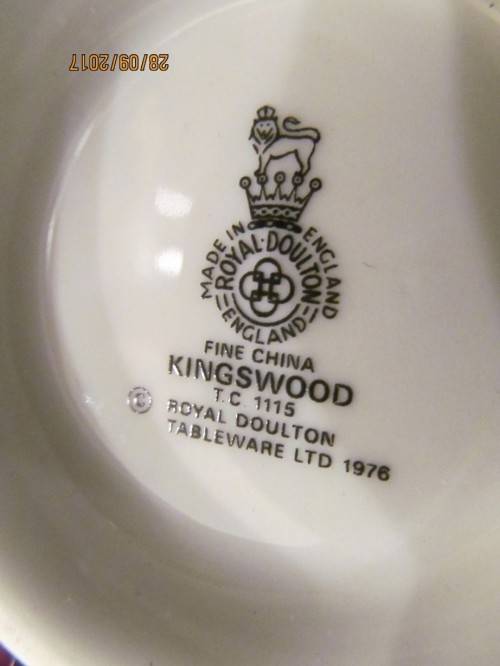 28/09/2017
MADE IN ENGLAND
ROYAL·DOULTON
ENGLAND
FINE CHINA
KINGSWOOD
T.C. 1115
© ROYAL DOULTON
TABLEWARE LTD 1976